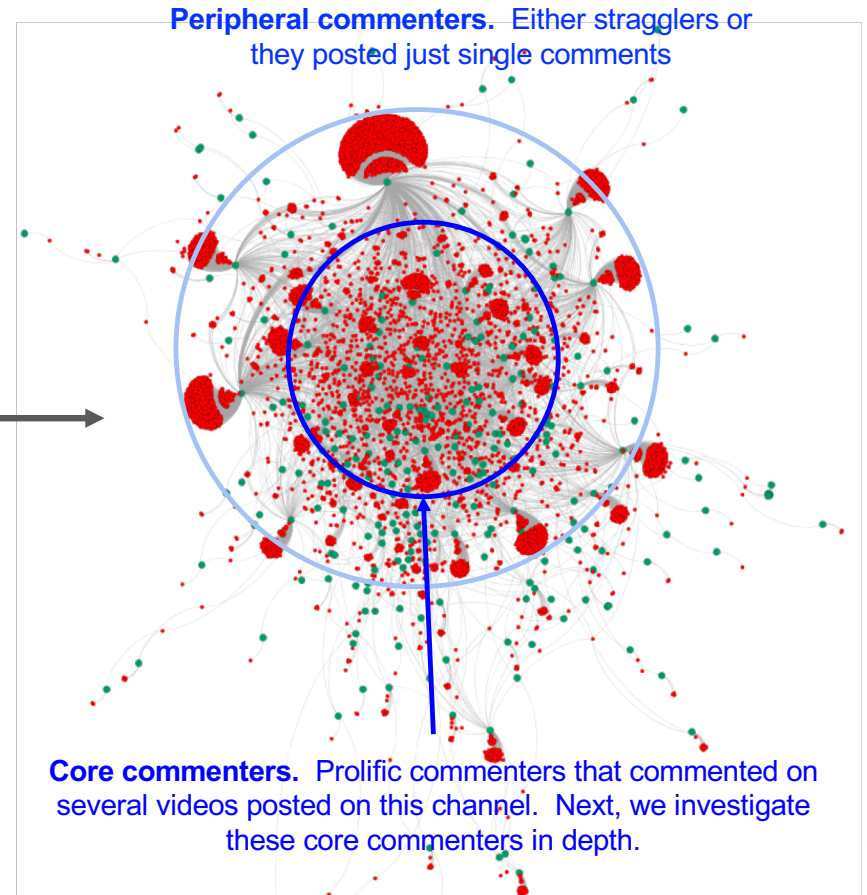 Peripheral commenters.  Either stragglers or
they posted just single comments
Core commenters.  Prolific commenters that commented on
several videos posted on this channel.  Next, we investigate
these core commenters in depth.